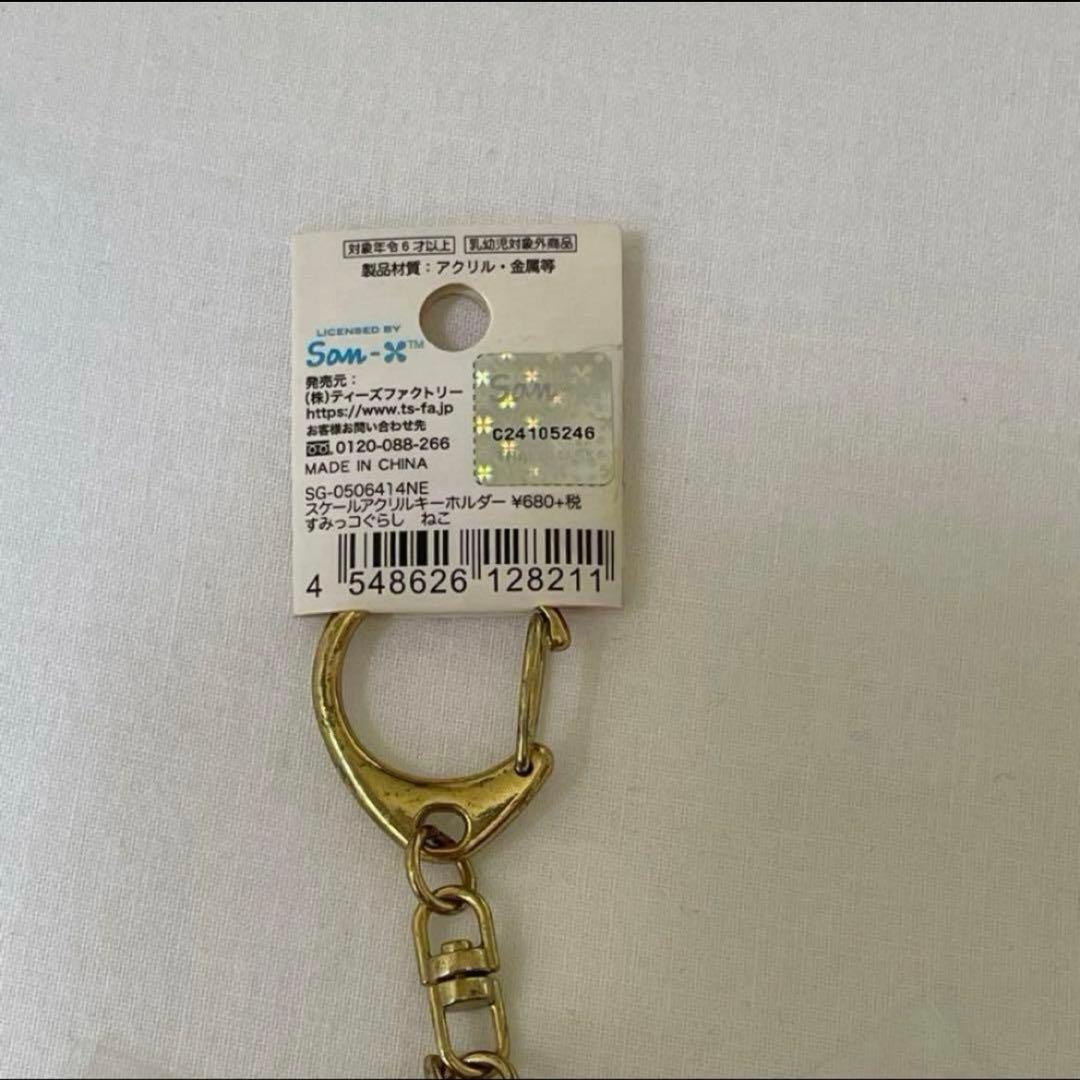 対象年令6才以上 乳幼児対象外商品
製品材質：アクリル・金属等
LICENSED BY
San-X™
発売元：
(株)ティーズファクトリー
https://www.ts-fa.jp
お客様お問い合わせ先
0120-088-266
MADE IN CHINA
San-
C24105246
SG-0506414NE
スケールアクリルキーホルダー ¥680+税
すみっコぐらし ねこ
4 548626 128211